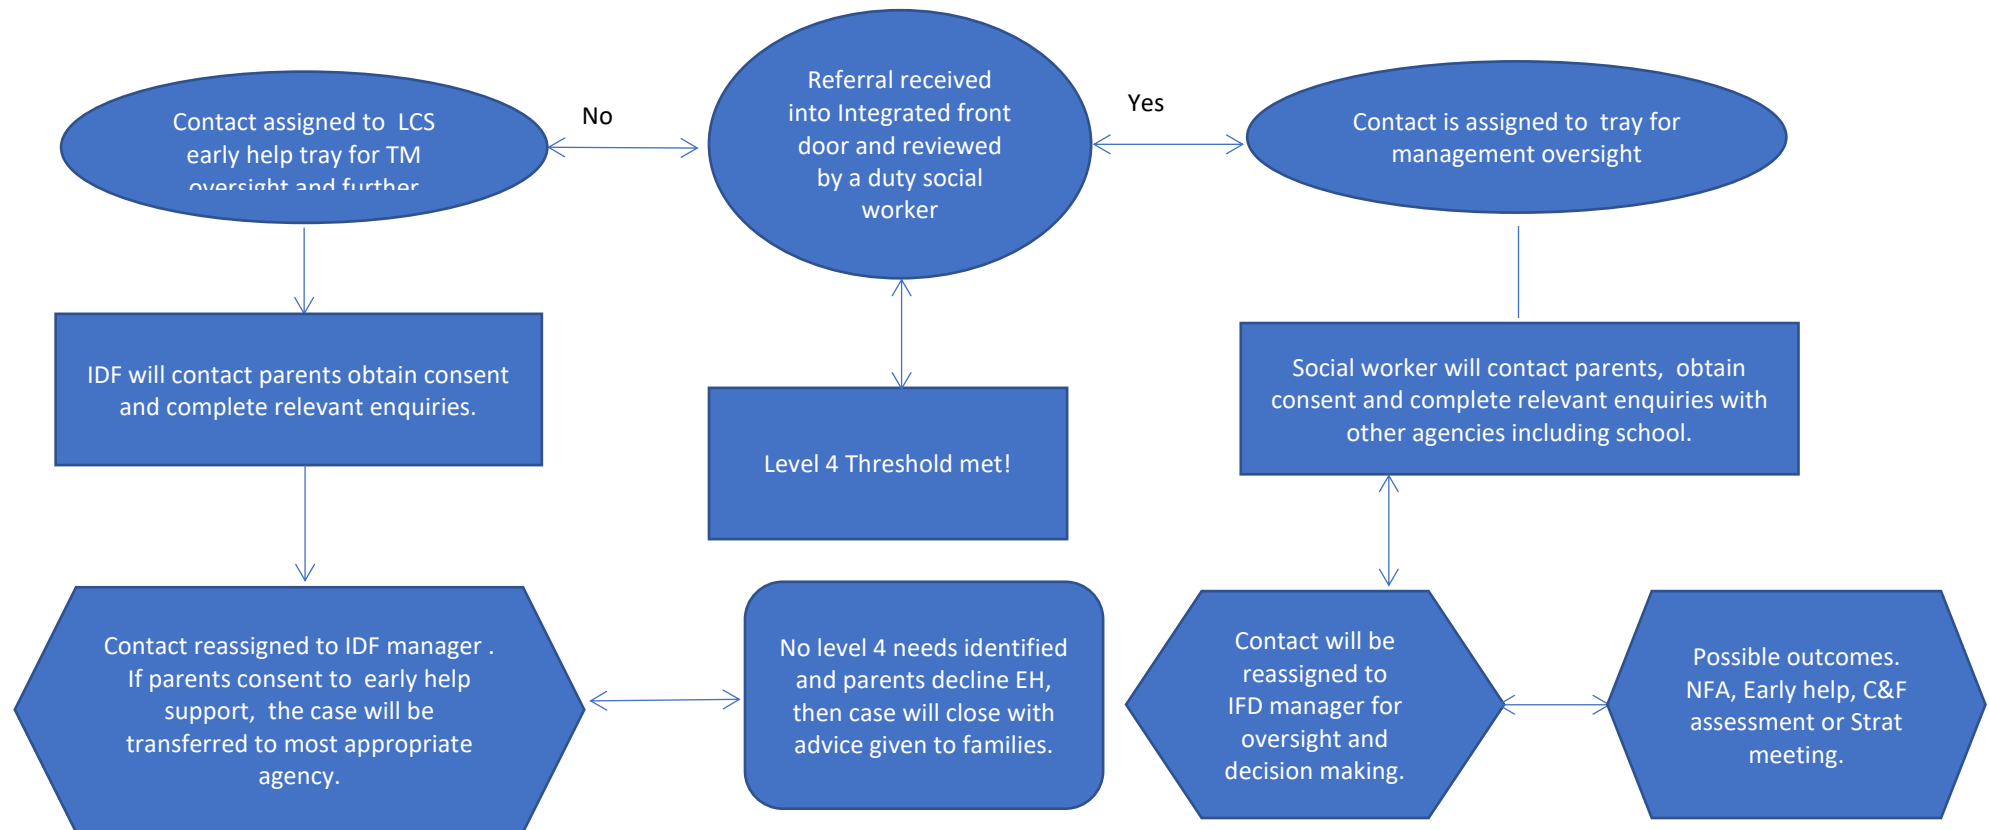 Contact assigned to LCS
early help tray for TM
oversight and further
No
Referral received
into Integrated front
door and reviewed
by a duty social
worker
Yes
Contact is assigned to tray for
management oversight
IDF will contact parents obtain consent
and complete relevant enquiries.
Level 4 Threshold met!
Social worker will contact parents, obtain
consent and complete relevant enquiries with
other agencies including school.
Contact reassigned to IDF manager .
If parents consent to early help
support, the case will be
transferred to most appropriate
agency.
No level 4 needs identified
and parents decline EH,
then case will close with
advice given to families.
Contact will be
reassigned to
IFD manager for
oversight and
decision making.
Possible outcomes.
NFA, Early help, C&F
assessment or Strat
meeting.